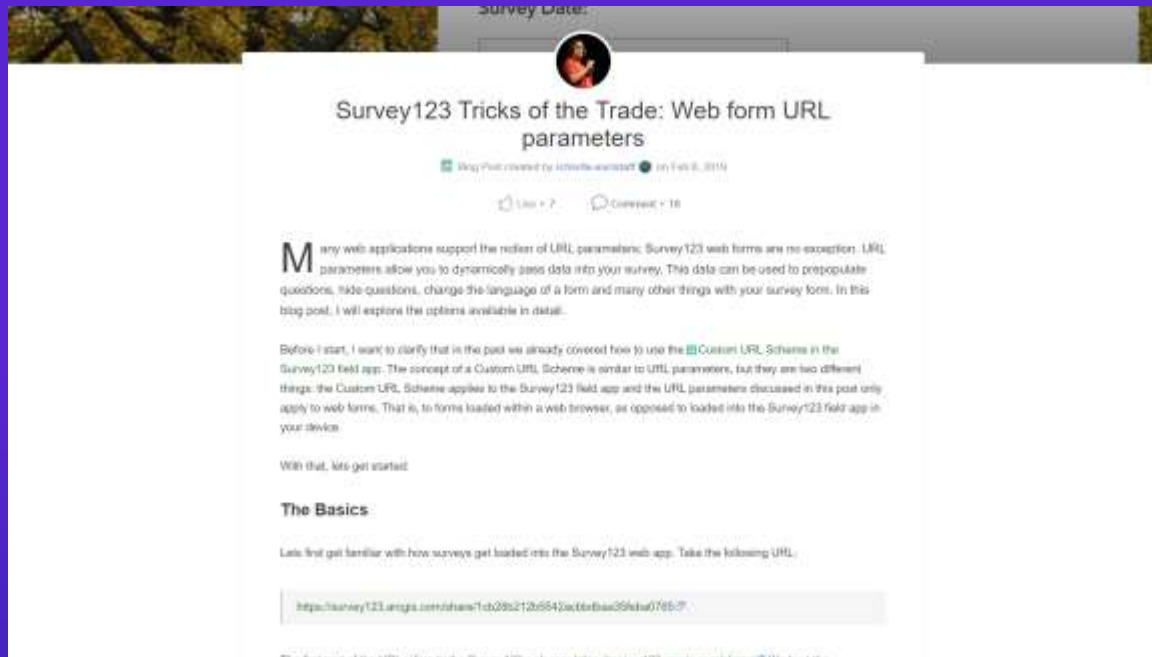 Survey Date:
Survey123 Tricks of the Trade: Web form URL
parameters
Blog Post created by on Feb 8, 2019
Like • 7 Comment • 16
Many web applications support the notion of URL parameters; Survey123 web forms are no exception. URL
parameters allow you to dynamically pass data into your survey. This data can be used to prepopulate
questions, hide questions, change the language of a form and many other things with your survey form. In this
blog post, I will explore the options available in detail.
Before I start, I want to clarify that in the past we already covered how to use the Custom URL Scheme in the
Survey123 field app. The concept of a Custom URL Scheme is similar to URL parameters, but they are two different
things: the Custom URL Scheme applies to the Survey123 field app and the URL parameters discussed in this post only
apply to web forms. That is, to forms loaded within a web browser, as opposed to loaded into the Survey123 field app in
your device.
With that, lets get started:
The Basics
Lets first get familiar with how surveys get loaded into the Survey123 web app. Take the following URL: